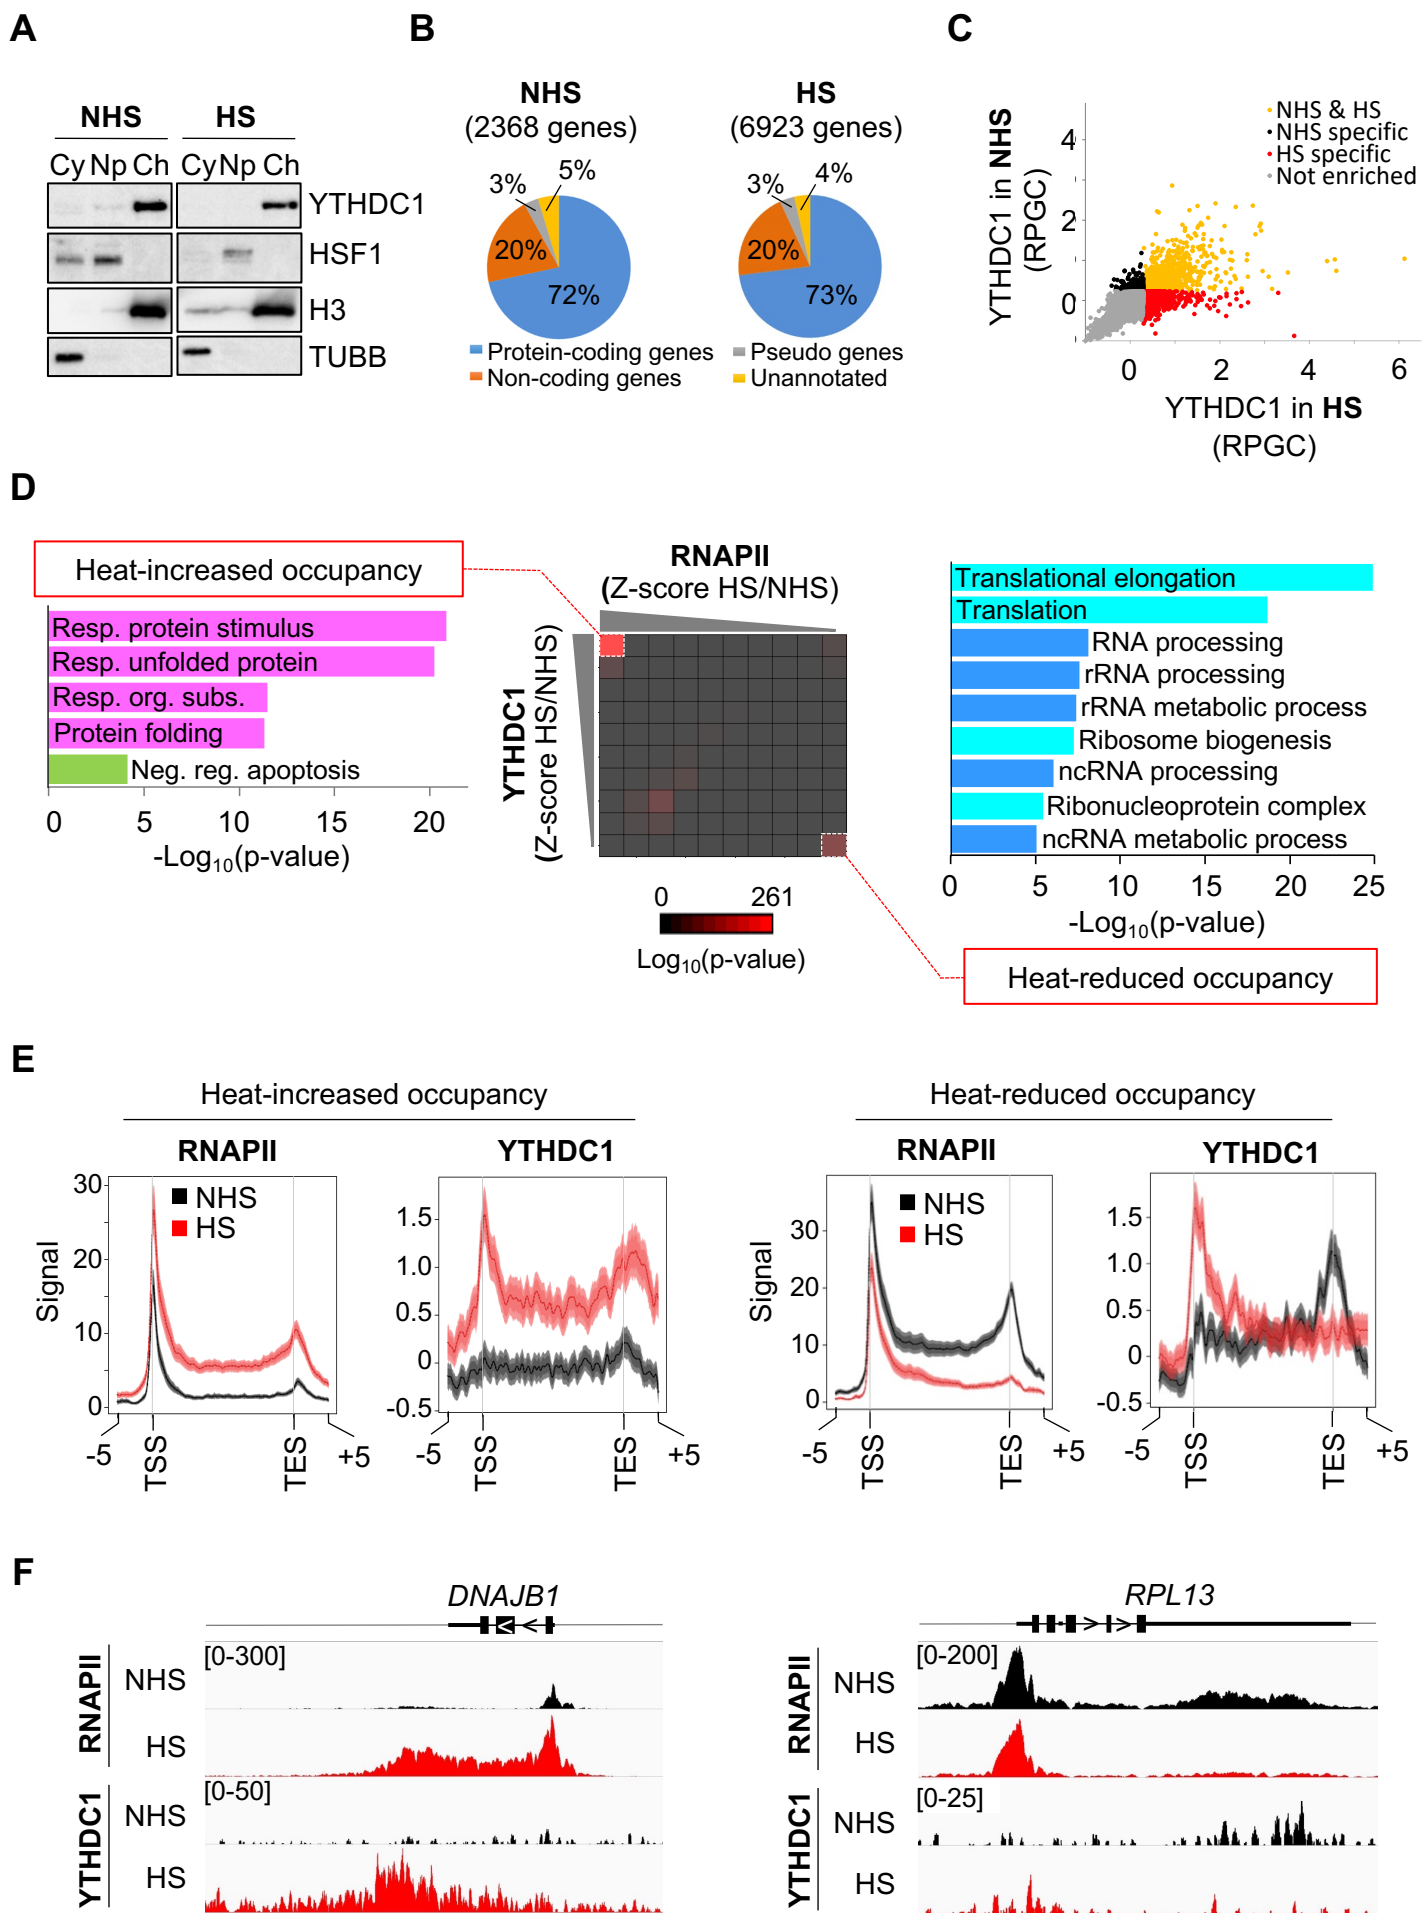 A
NHS HS
Cy Np Ch Cy Np Ch
YTHDC1
HSF1
H3
TUBB
B
NHS
(2368 genes)
3%
5%
20%
72%
HS
(6923 genes)
3%
4%
20%
73%
Protein-coding genes
Non-coding genes
Pseudo genes
Unannotated
C
YTHDC1 in NHS
(RPGC)
4
2
0
NHS & HS
NHS specific
HS specific
Not enriched
0 2 4 6
YTHDC1 in HS
(RPGC)
D
Heat-increased occupancy
Resp. protein stimulus
Resp. unfolded protein
Resp. org. subs.
Protein folding
Neg. reg. apoptosis
0 5 10 15 20
-Log10(p-value)
RNAPII
(Z-score HS/NHS)
YTHDC1
(Z-score HS/NHS)
0 261
Log10(p-value)
Translational elongation
Translation
RNA processing
rRNA processing
rRNA metabolic process
Ribosome biogenesis
ncRNA processing
Ribonucleoprotein complex
ncRNA metabolic process
0 5 10 15 20 25
-Log10(p-value)
Heat-reduced occupancy
E
Heat-increased occupancy
RNAPII
Signal
30
20
10
0
NHS
HS
-5 TSS TES +5
YTHDC1
1.5
1.0
0.5
0
-0.5
-5 TSS TES +5
Heat-reduced occupancy
RNAPII
Signal
30
20
10
0
NHS
HS
-5 TSS TES +5
YTHDC1
1.5
1.0
0.5
0
-0.5
-5 TSS TES +5
F
DNAJB1
RNAPII
NHS
[0-300]
HS
YTHDC1
[0-50]
NHS
HS
RPL13
RNAPII
[0-200]
NHS
HS
YTHDC1
[0-25]
NHS
HS